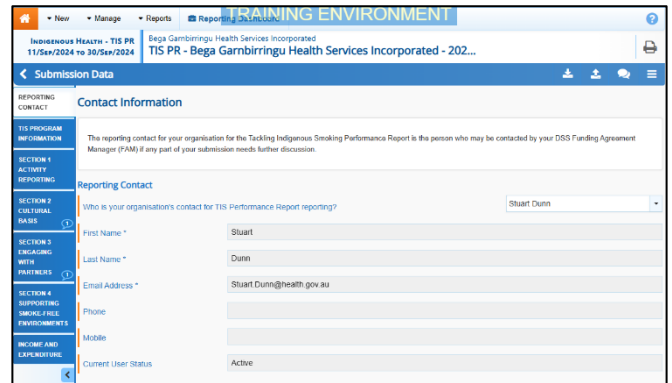 New Manage Reports Reporting Dashboard
TRAINING ENVIRONMENT
?
INDIGENOUS HEALTH - TIS PR
11/SEP/2024 TO 30/SEP/2024
Bega Garnbirringu Health Services Incorporated
TIS PR - Bega Garnbirringu Health Services Incorporated - 202...
Submission Data
REPORTING
CONTACT
TIS PROGRAM
INFORMATION
SECTION 1
ACTIVITY
REPORTING
SECTION 2
CULTURAL
BASIS
1
SECTION 3
ENGAGING
WITH
PARTNERS
1
SECTION 4
SUPPORTING
SMOKE-FREE
ENVIRONMENTS
INCOME AND
EXPENDITURE
Contact Information
The reporting contact for your organisation for the Tackling Indigenous Smoking Performance Report is the person who may be contacted by your DSS Funding Agreement
Manager (FAM) if any part of your submission needs further discussion.
Reporting Contact
Who is your organisation's contact for TIS Performance Report reporting? Stuart Dunn
First Name * Stuart
Last Name * Dunn
Email Address * Stuart.Dunn@health.gov.au
Phone
Mobile
Current User Status Active